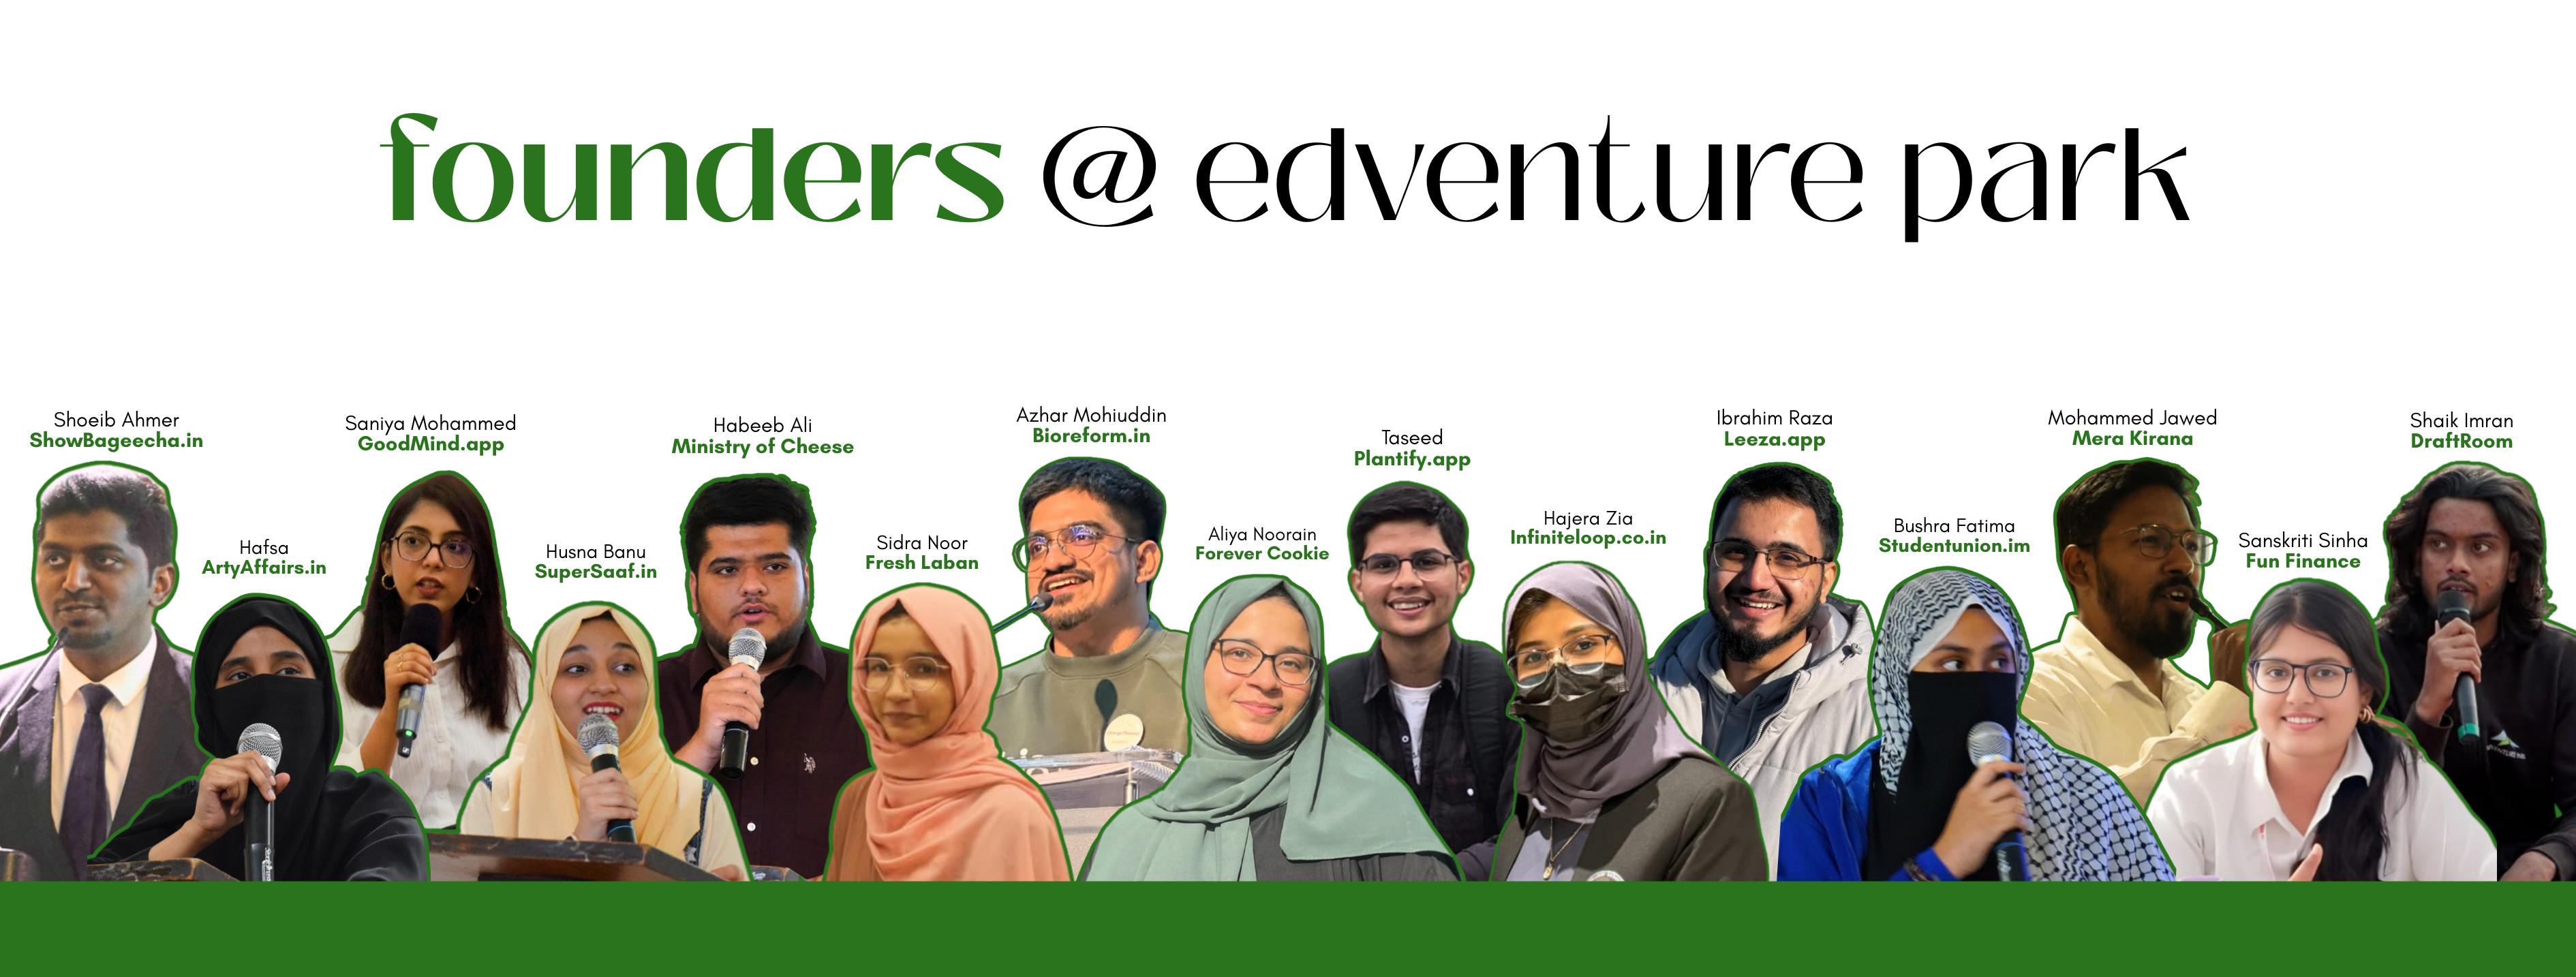 founders @ edventure park
Shoeib Ahmer
ShowBageecha.in
Hafsa
ArtyAffairs.in
Saniya Mohammed
GoodMind.app
Husna Banu
SuperSaaf.in
Habeeb Ali
Ministry of Cheese
Sidra Noor
Fresh Laban
Azhar Mohiuddin
Bioreform.in
Aliya Noorain
Forever Cookie
Taseed
Plantify.app
Hajera Zia
Infiniteloop.co.in
Ibrahim Raza
Leeza.app
Bushra Fatima
Studentunion.im
Mohammed Jawed
Mera Kirana
Sanskriti Sinha
Fun Finance
Shaik Imran
DraftRoom